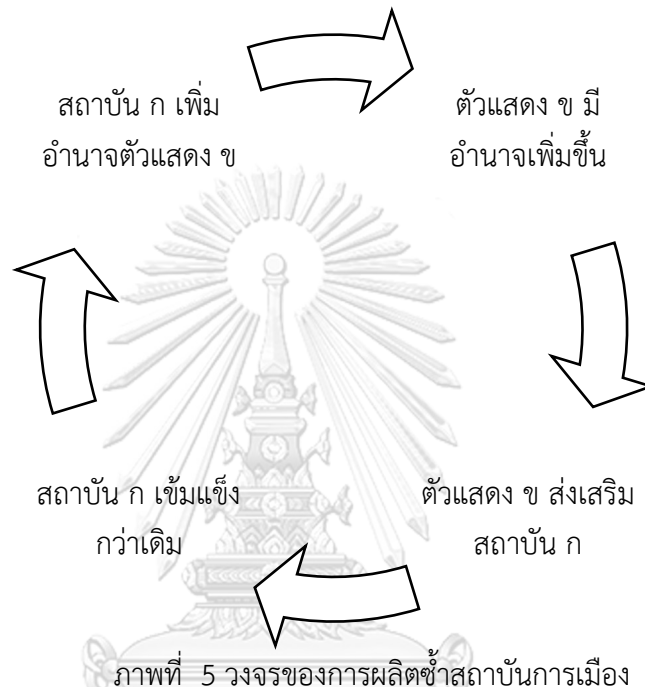 สถาบัน ก เพิ่ม
อำนาจตัวแสดง ข
ตัวแสดง ข มี
อำนาจเพิ่มขึ้น
สถาบัน ก เข้มแข็ง
กว่าเดิม
ตัวแสดง ข ส่งเสริม
สถาบัน ก
ภาพที่ 5 วงจรของการผลิตซ้ำสถาบันการเมือง